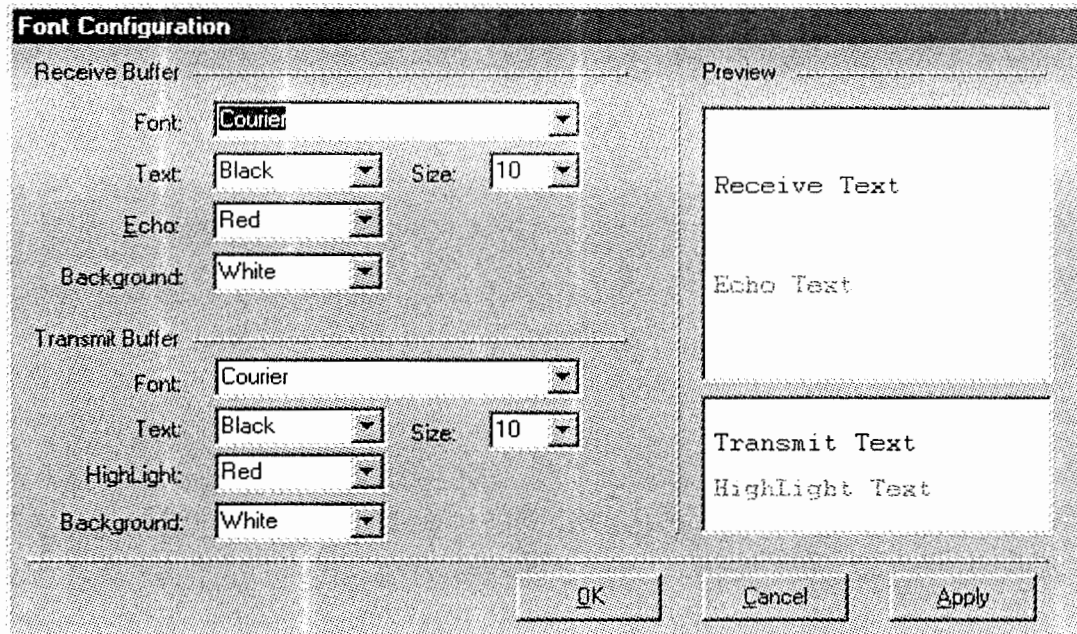 Font Configuration
Receive Buffer
Font: Courier
Text: Black Size: 10
Echo: Red
Background: White
Transmit Buffer
Font: Courier
Text: Black Size: 10
HighLight: Red
Background: White
Preview
Receive Text
Echo Text
Transmit Text
HighLight Text
OK Cancel Apply